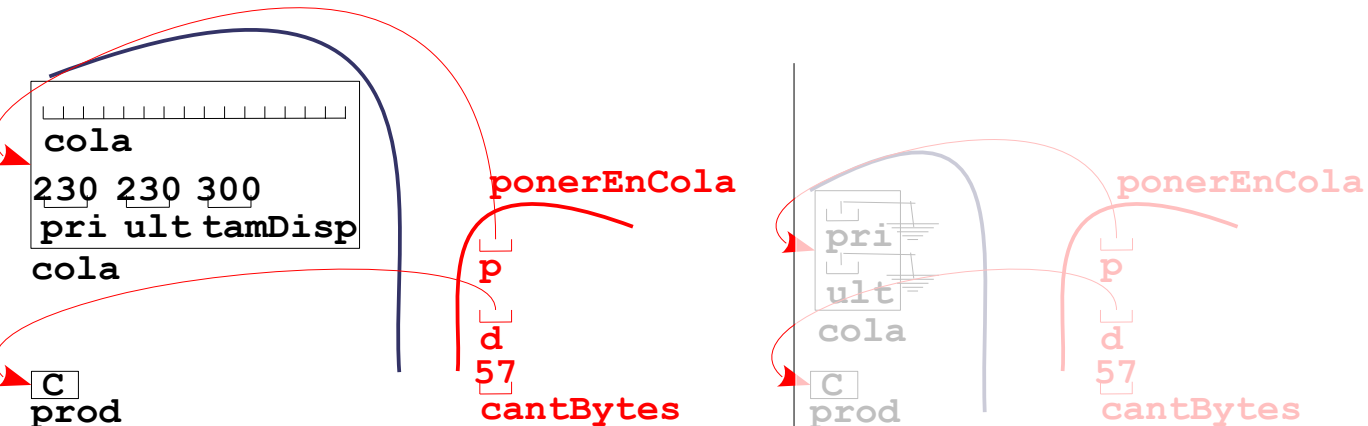 cola
230 230 300
pri ult tamDisp
cola
C
prod
ponerEnCola
p
d
57
cantBytes
pri
ult
cola
C
prod
ponerEnCola
p
d
57
cantBytes